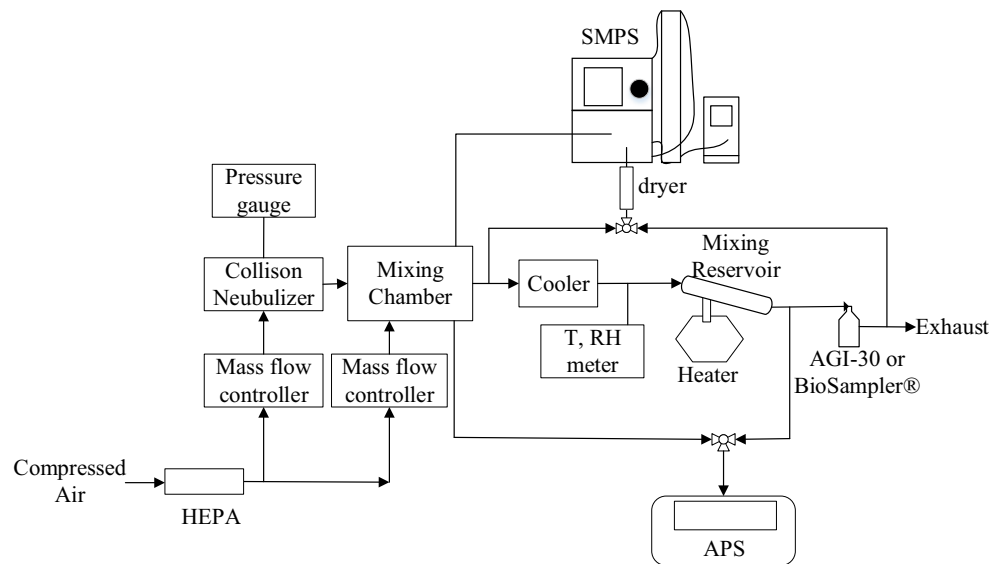 SMPS
dryer
Pressure
gauge
Collison
Neubulizer
Mixing
Chamber
Cooler
Mixing
Reservoir
T, RH
meter
Heater
Exhaust
AGI-30 or
BioSampler®
Mass flow
controller
Mass flow
controller
Compressed
Air
HEPA
APS